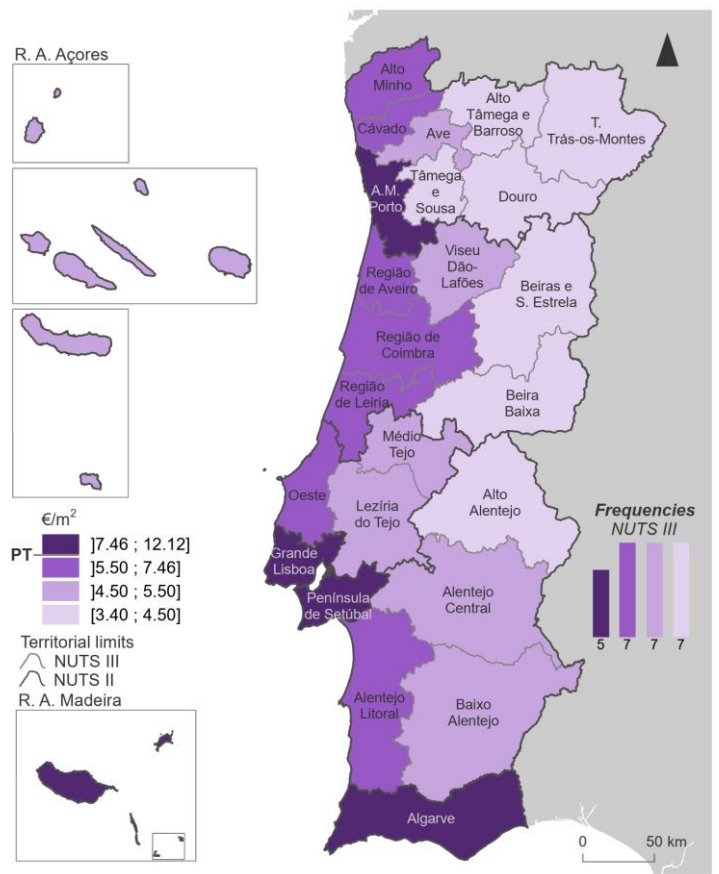 R. A. Açores
Alto
Minho
Cávado
Ave
Alto
Tâmega e
Barroso
T.
Trás-os-Montes
A.M.
Porto
Tâmega
e
Sousa
Douro
Região
de Aveiro
Viseu
Dão-
Lafões
Beiras e
S. Estrela
Região de
Coimbra
Região
de Leiria
Beira
Baixa
Médio
Tejo
Oeste
Lezíria
do Tejo
Alto
Alentejo
Grande
Lisboa
Península
de Setúbal
Alentejo
Central
Alentejo
Litoral
Baixo
Alentejo
Algarve
€/m²
PT
]7.46 ; 12.12]
]5.50 ; 7.46]
]4.50 ; 5.50]
[3.40 ; 4.50]
Territorial limits
NUTS III
NUTS II
R. A. Madeira
Frequencies
NUTS III
5 7 7 7
0 50 km